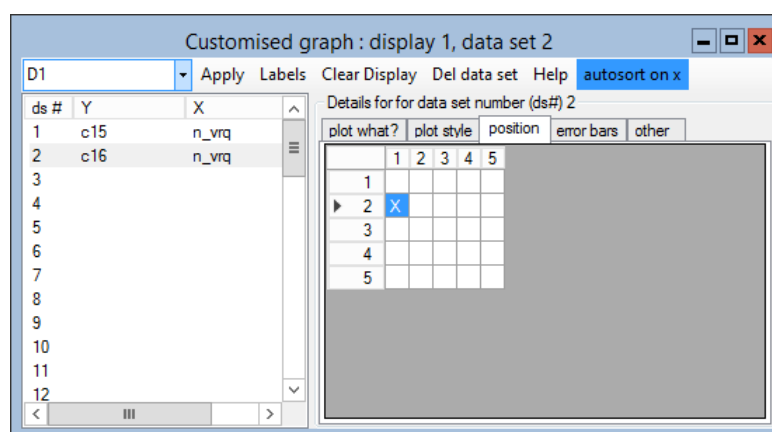 Customised graph : display 1, data set 2
D1 Apply Labels Clear Display Del data set Help autosort on x
ds # Y X
1 c15 n_vrq
2 c16 n_vrq
3
4
5
6
7
8
9
10
11
12
Details for for data set number (ds#) 2
plot what? plot style position error bars other
1 2 3 4 5
1
2 X
3
4
5